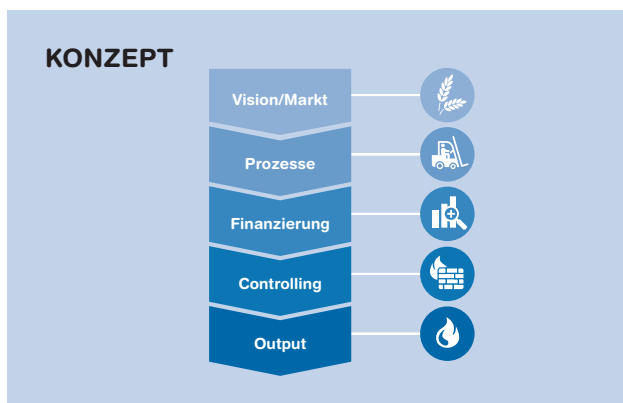 KONZEPT
Vision/Markt
Prozesse
Finanzierung
Controlling
Output